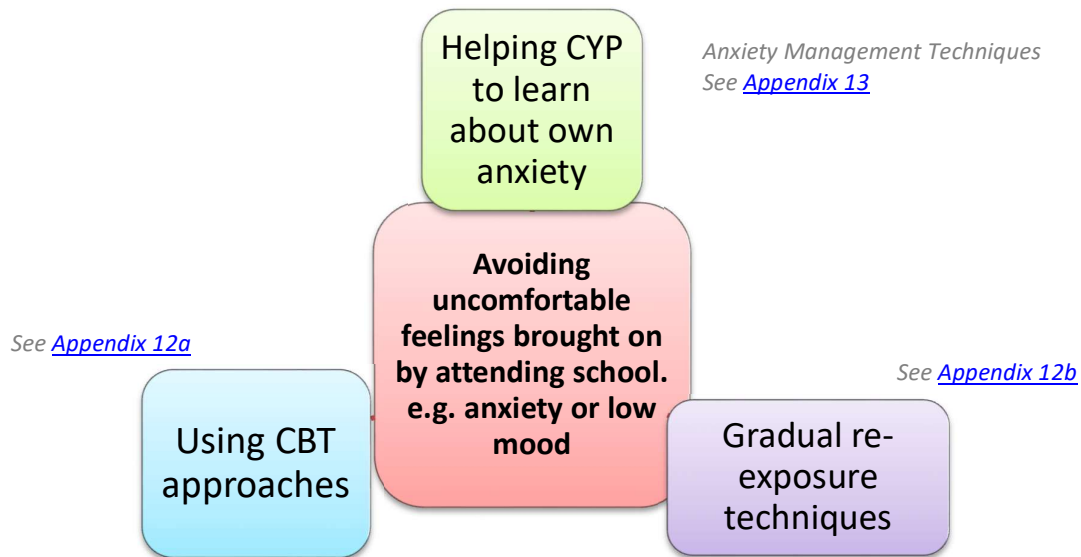 Helping CYP
to learn
about own
anxiety
Anxiety Management Techniques
See Appendix 13
Avoiding
uncomfortable
feelings brought on
by attending school.
e.g. anxiety or low
mood
See Appendix 12a
Using CBT
approaches
See Appendix 12b
Gradual re-
exposure
techniques